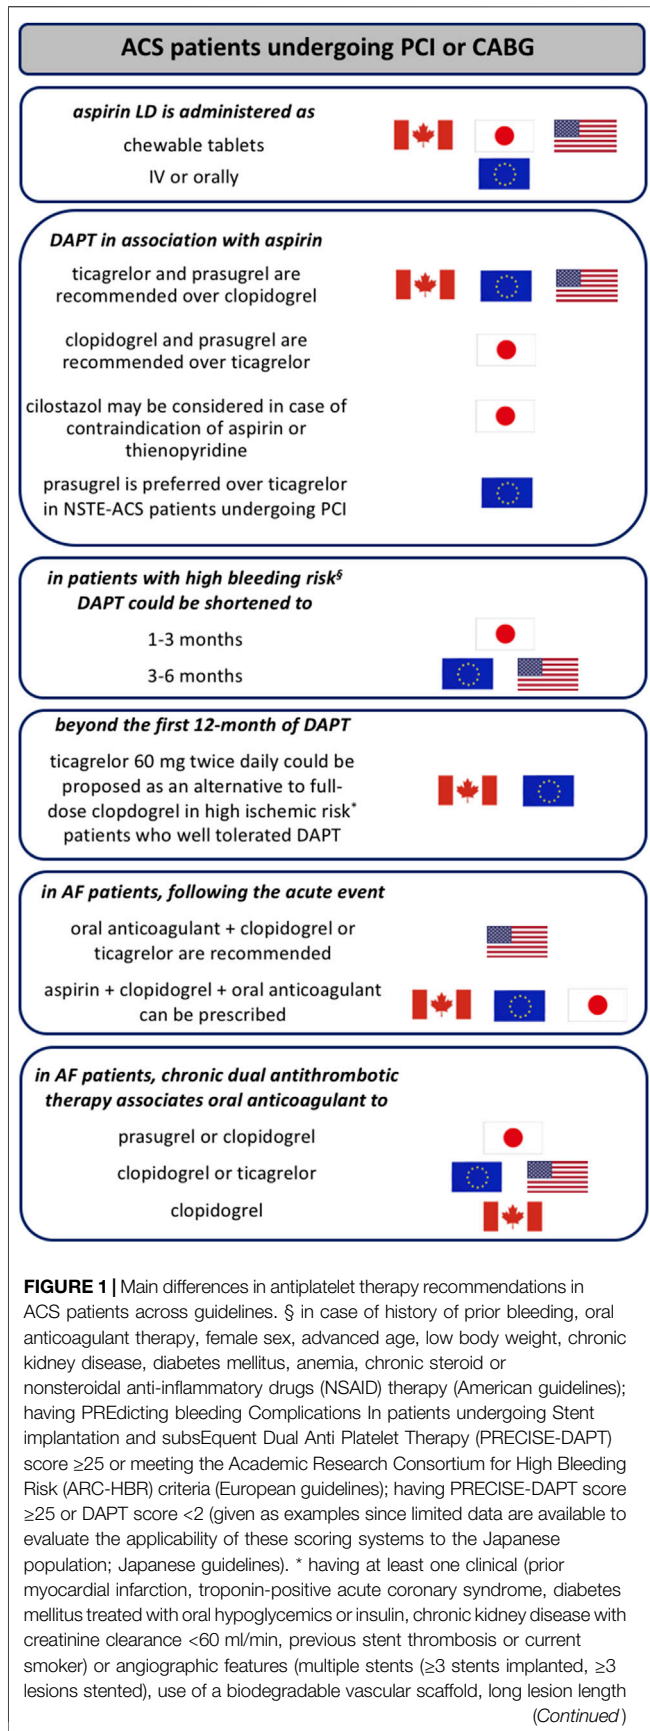 ACS patients undergoing PCI or CABG
aspirin LD is administered as
chewable tablets
IV or orally
DAPT in association with aspirin
ticagrelor and prasugrel are
recommended over clopidogrel
clopidogrel and prasugrel are
recommended over ticagrelor
cilostazol may be considered in case of
contraindication of aspirin or
thienopyridine
prasugrel is preferred over ticagrelor
in NSTE-ACS patients undergoing PCI
in patients with high bleeding risk§
DAPT could be shortened to
1-3 months
3-6 months
beyond the first 12-month of DAPT
ticagrelor 60 mg twice daily could be
proposed as an alternative to full-
dose clopdogrel in high ischemic risk*
patients who well tolerated DAPT
in AF patients, following the acute event
oral anticoagulant + clopidogrel or
ticagrelor are recommended
aspirin + clopidogrel + oral anticoagulant
can be prescribed
in AF patients, chronic dual antithrombotic
therapy associates oral anticoagulant to
prasugrel or clopidogrel
clopidogrel or ticagrelor
clopidogrel
FIGURE 1 | Main differences in antiplatelet therapy recommendations in
ACS patients across guidelines. § in case of history of prior bleeding, oral
anticoagulant therapy, female sex, advanced age, low body weight, chronic
kidney disease, diabetes mellitus, anemia, chronic steroid or
nonsteroidal anti-inflammatory drugs (NSAID) therapy (American guidelines);
having PREdicting bleeding Complications In patients undergoing Stent
implantation and subsEquent Dual Anti Platelet Therapy (PRECISE-DAPT)
score ≥25 or meeting the Academic Research Consortium for High Bleeding
Risk (ARC-HBR) criteria (European guidelines); having PRECISE-DAPT score
≥25 or DAPT score <2 (given as examples since limited data are available to
evaluate the applicability of these scoring systems to the Japanese
population; Japanese guidelines). * having at least one clinical (prior
myocardial infarction, troponin-positive acute coronary syndrome, diabetes
mellitus treated with oral hypoglycemics or insulin, chronic kidney disease with
creatinine clearance <60 ml/min, previous stent thrombosis or current
smoker) or angiographic features (multiple stents (≥3 stents implanted, ≥3
lesions stented), use of a biodegradable vascular scaffold, long lesion length
(Continued)